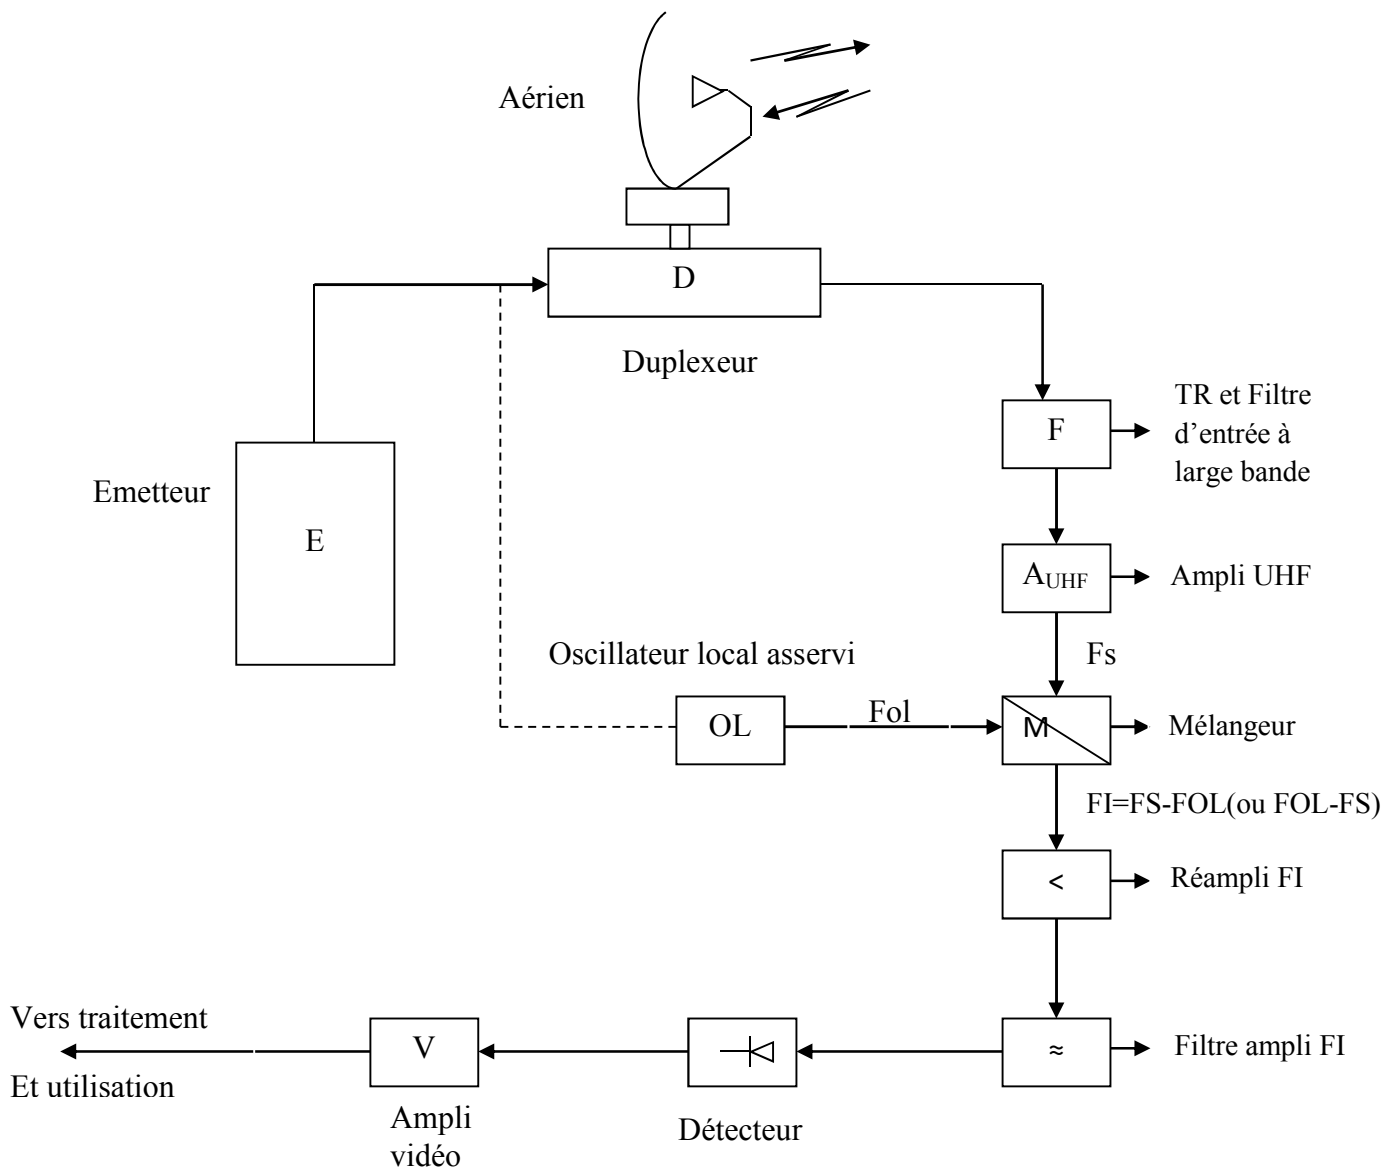 Aérien
D
Duplexeur
TR et Filtre
d’entrée à
large bande
F
Emetteur
E
AUHF
Ampli UHF
Oscillateur local asservi
Fs
OL
Fol
M
Mélangeur
FI=FS-FOL(ou FOL-FS)
<
Réampli FI
Vers traitement
Et utilisation
V
Ampli
vidéo
Détecteur
≈
Filtre ampli FI